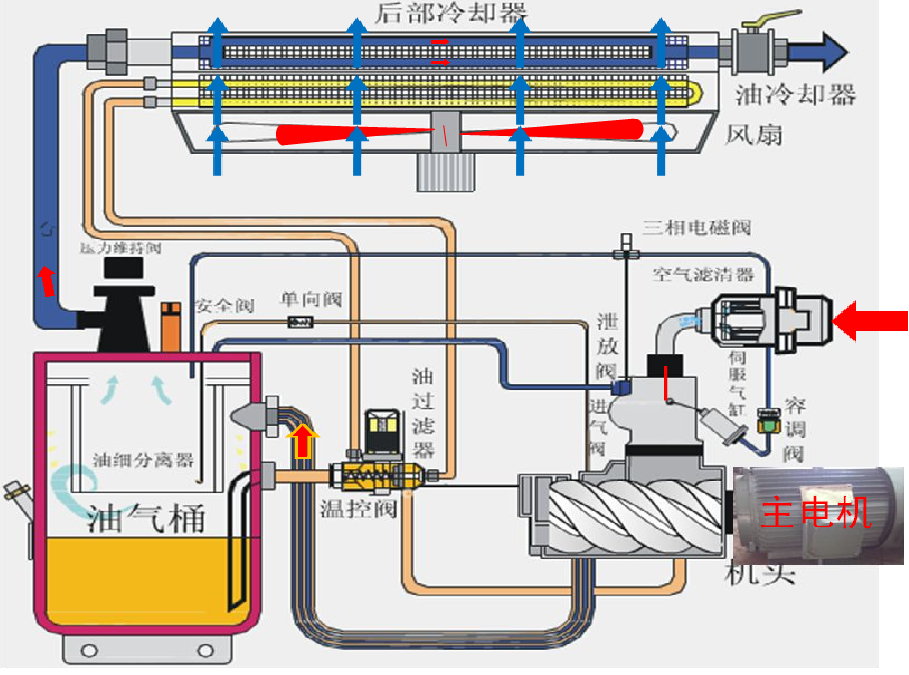 后部冷却器
油冷却器
风扇
三相电磁阀
压力维持阀
空气滤清器
安全阀
单向阀
泄放阀
伺服气缸
油过滤器
进气阀
容调阀
油细分离器
油气桶
温控阀
主电机
机头